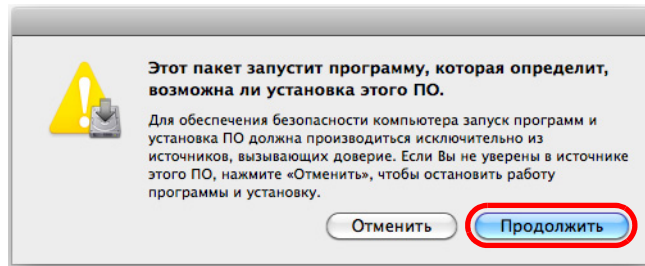 Этот пакет запустит программу, которая определит,
возможна ли установка этого ПО.
Для обеспечения безопасности компьютера запуск программ и
установка ПО должна производиться исключительно из
источников, вызывающих доверие. Если Вы не уверены в источнике
этого ПО, нажмите «Отменить», чтобы остановить работу
программы и установку.
Отменить Продолжить